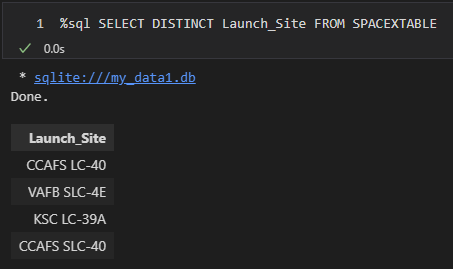 1 %sql SELECT DISTINCT Launch_Site FROM SPACEXTABLE
0.0s
* sqlite:///my_data1.db
Done.
Launch_Site
CCAFS LC-40
VAFB SLC-4E
KSC LC-39A
CCAFS SLC-40